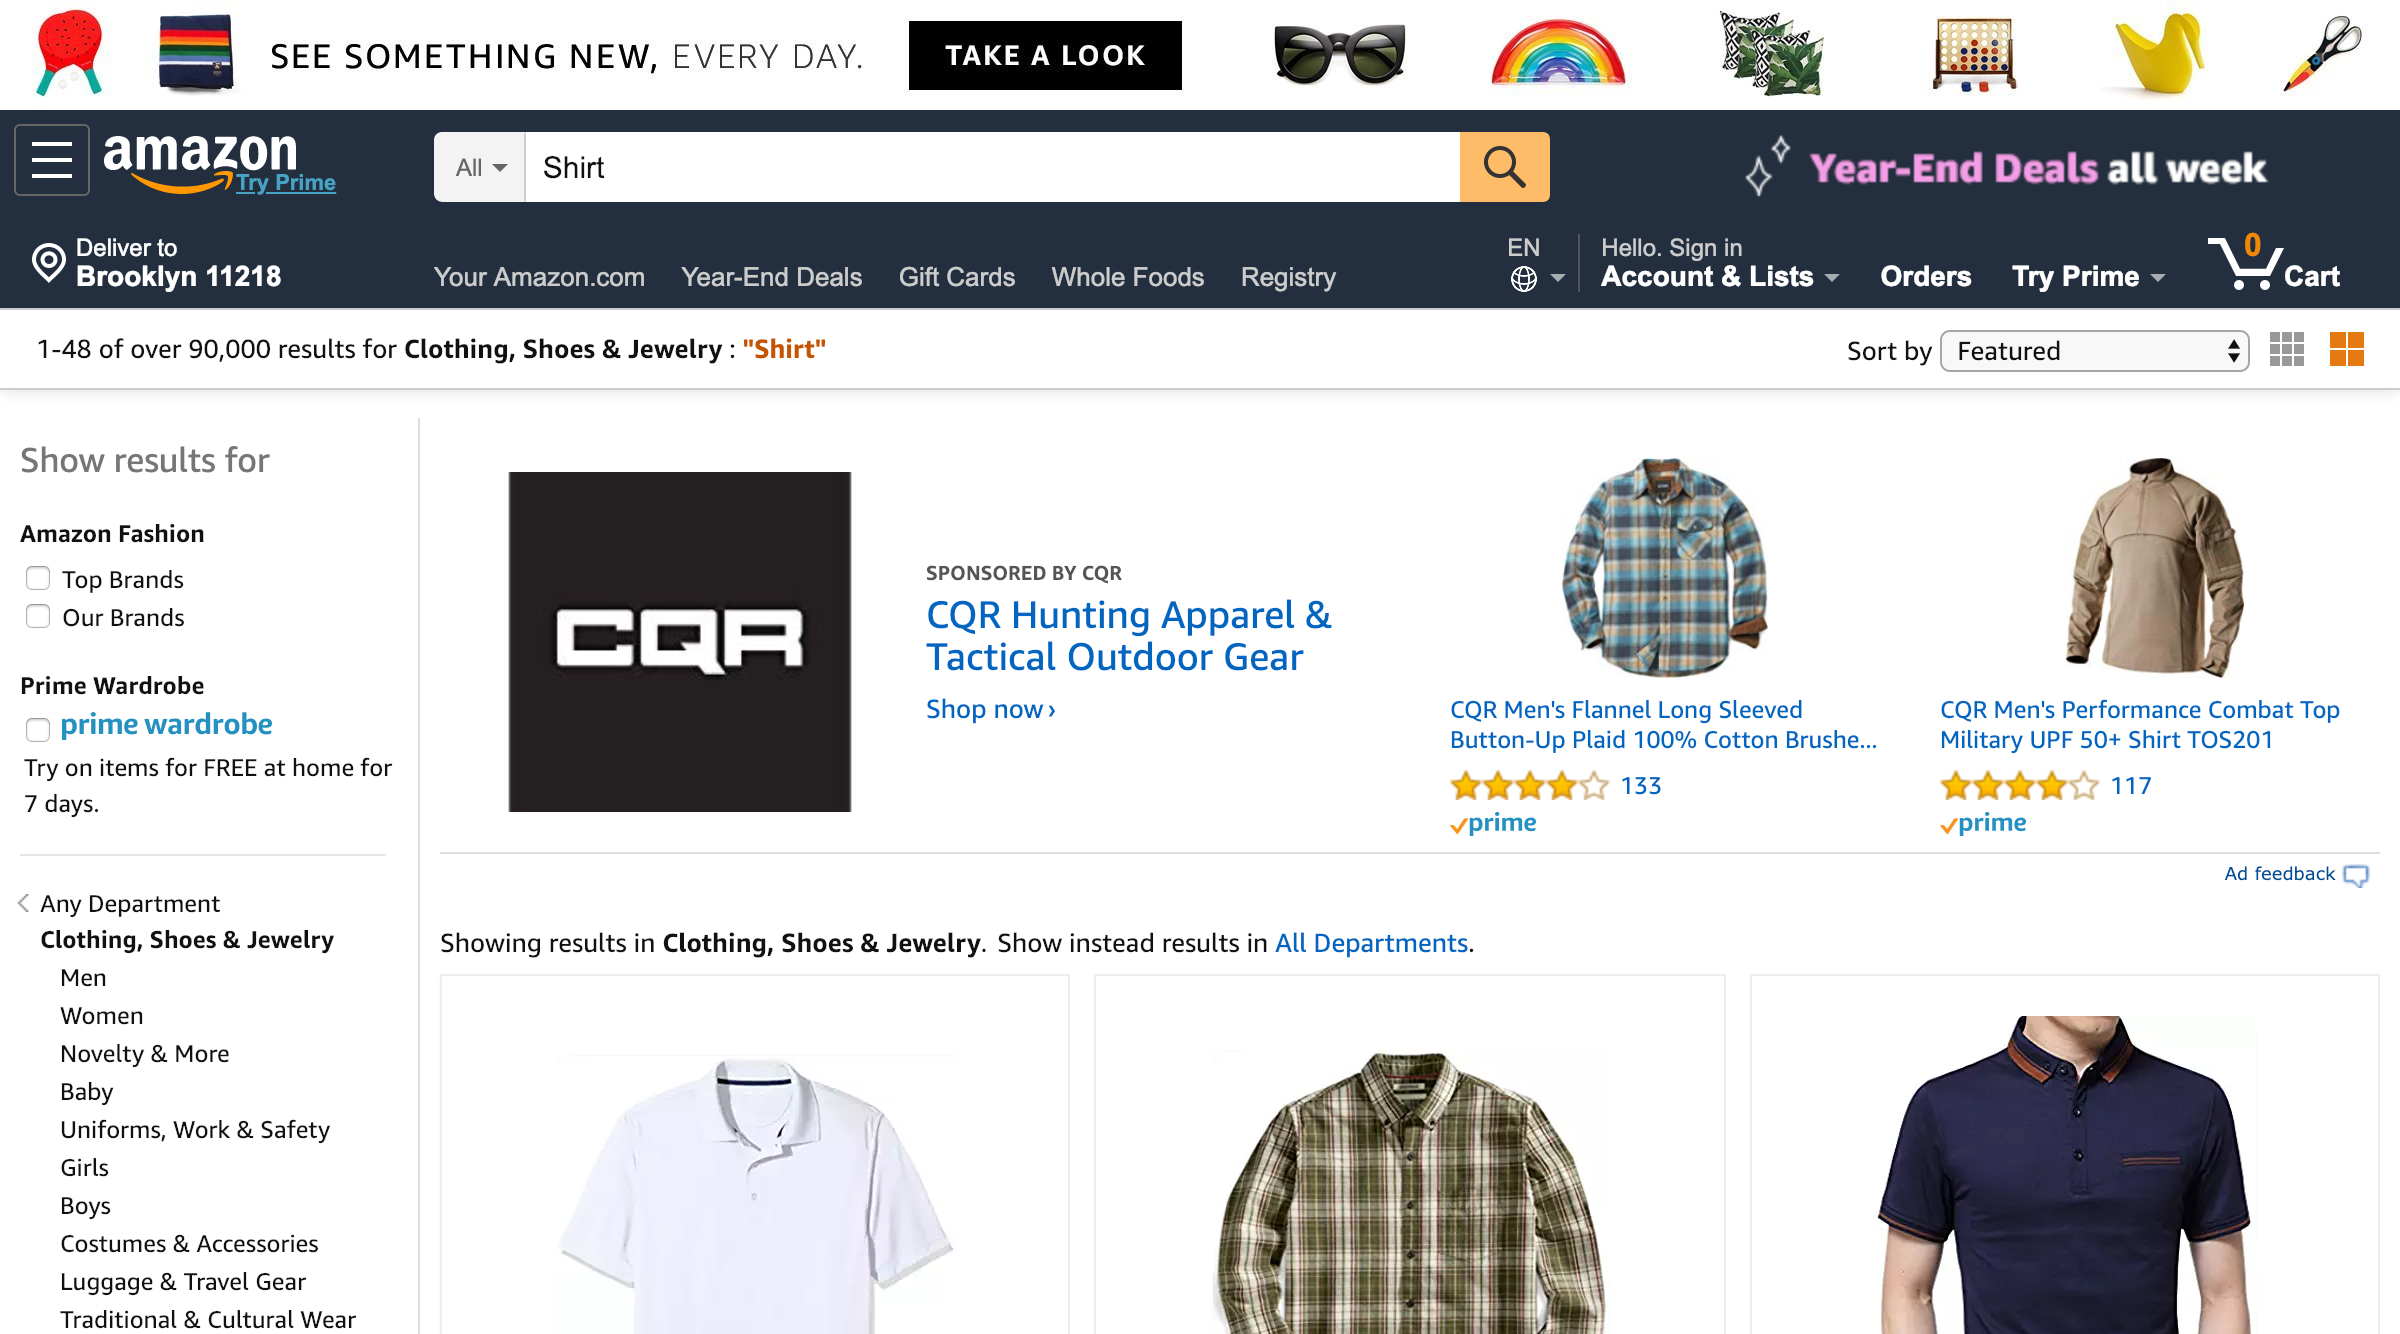 SEE SOMETHING NEW, EVERY DAY.
TAKE A LOOK
amazon
Try Prime
All
Shirt
Year-End Deals all week
Deliver to
Brooklyn 11218
Your Amazon.com
Year-End Deals
Gift Cards
Whole Foods
Registry
EN
Hello. Sign in
Account & Lists
Orders
Try Prime
0
Cart
1-48 of over 90,000 results for Clothing, Shoes & Jewelry : "Shirt"
Sort by
Featured
Show results for
Amazon Fashion
Top Brands
Our Brands
Prime Wardrobe
prime wardrobe
Try on items for FREE at home for
7 days.
Any Department
Clothing, Shoes & Jewelry
Men
Women
Novelty & More
Baby
Uniforms, Work & Safety
Girls
Boys
Costumes & Accessories
Luggage & Travel Gear
Traditional & Cultural Wear
CQR
SPONSORED BY CQR
CQR Hunting Apparel &
Tactical Outdoor Gear
Shop now ›
CQR Men's Flannel Long Sleeved
Button-Up Plaid 100% Cotton Brushe...
133
prime
CQR Men's Performance Combat Top
Military UPF 50+ Shirt TOS201
117
prime
Ad feedback
Showing results in Clothing, Shoes & Jewelry. Show instead results in All Departments.